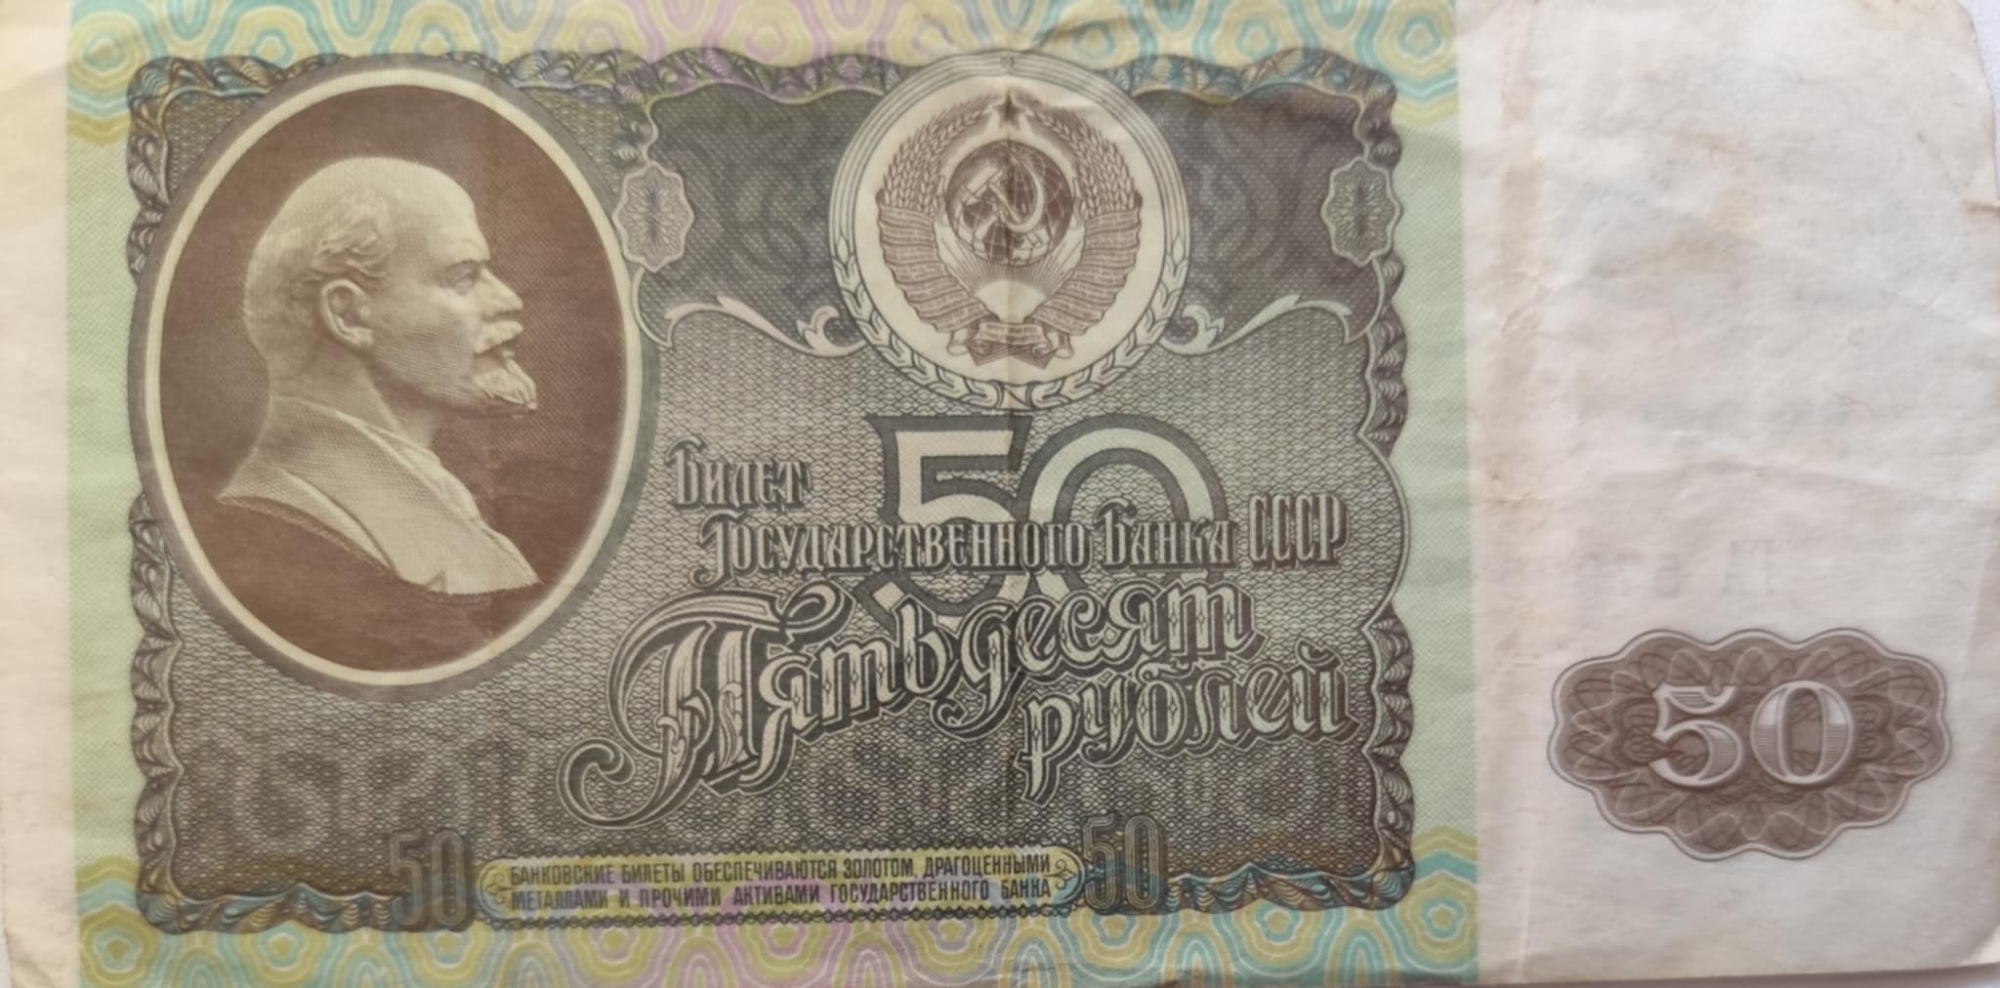 50
Билет
Государственного Банка СССР
Пятьдесят
рублей
50
БАНКОВСКИЕ БИЛЕТЫ ОБЕСПЕЧИВАЮТСЯ ЗОЛОТОМ, ДРАГОЦЕННЫМИ
МЕТАЛЛАМИ И ПРОЧИМИ АКТИВАМИ ГОСУДАРСТВЕННОГО БАНКА
50
50